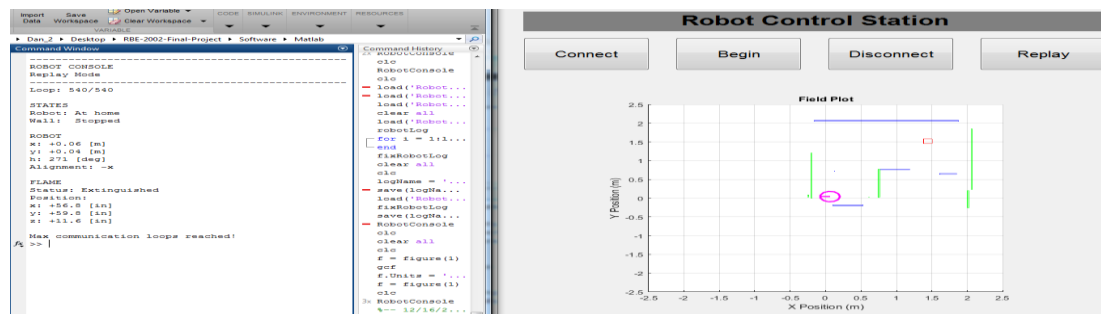 Import Save Open Variable CODE SIMULINK ENVIRONMENT RESOURCES
Data Workspace Clear Workspace
VARIABLE
Dan_2 Desktop RBE-2002-Final-Project Software Matlab
Command Window
ROBOT CONSOLE
Replay Mode
Loop: 540/540
STATES
Robot: At home
Wall: Stopped
ROBOT
x: +0.06 [m]
y: +0.04 [m]
h: 271 [deg]
Alignment: -x
FLAME
Status: Extinguished
Position:
x: +56.8 [in]
y: +59.8 [in]
z: +11.6 [in]
Max communication loops reached!
fx >>
Command History
2x RobotConsole
clc
RobotConsole
clc
load('Robot...
load('Robot...
load('Robot...
clear all
load('Robot...
robotLog
for i = 1:1...
end
fixRobotLog
clear all
clc
logName = '...
save(logNa...
load('Robot...
fixRobotLog
save(logNa...
RobotConsole
clc
clear all
clc
f = figure(1)
gcf
f.Units = '...
f = figure(1)
clc
3x RobotConsole
%-- 12/16/2...
Robot Control Station
Connect Begin Disconnect Replay
Field Plot
2.5
2
1.5
1
0.5
0
-0.5
-1
-1.5
-2
-2.5
Y Position (m)
-2.5 -2 -1.5 -1 -0.5 0 0.5 1 1.5 2 2.5
X Position (m)